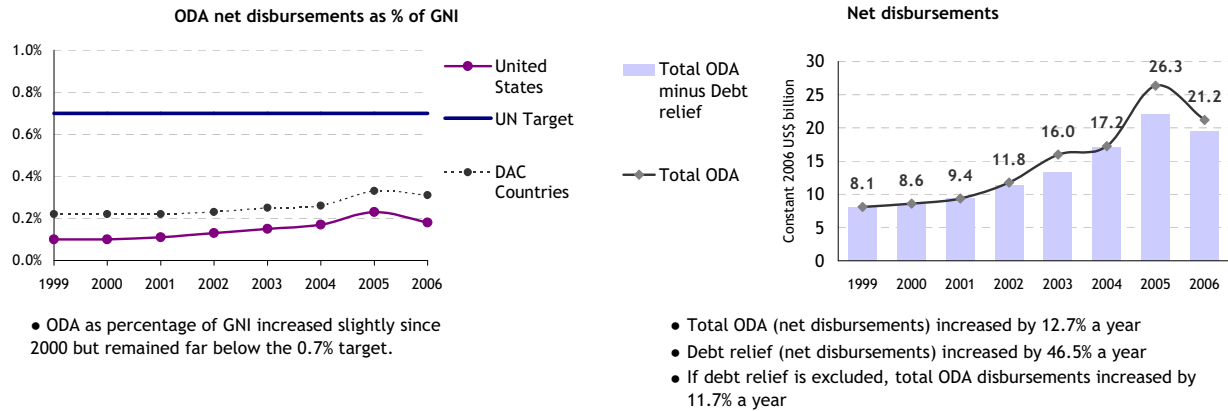 ODA net disbursements as % of GNI
1.0%
0.8%
0.6%
0.4%
0.2%
0.0%
1999 2000 2001 2002 2003 2004 2005 2006
United
States
UN Target
DAC
Countries
● ODA as percentage of GNI increased slightly since
2000 but remained far below the 0.7% target.
Net disbursements
Total ODA
minus Debt
relief
Total ODA
Constant 2006 US$ billion
30
25
20
15
10
5
0
8.1 8.6 9.4 11.8 16.0 17.2 26.3 21.2
1999 2000 2001 2002 2003 2004 2005 2006
● Total ODA (net disbursements) increased by 12.7% a year
● Debt relief (net disbursements) increased by 46.5% a year
● If debt relief is excluded, total ODA disbursements increased by
11.7% a year